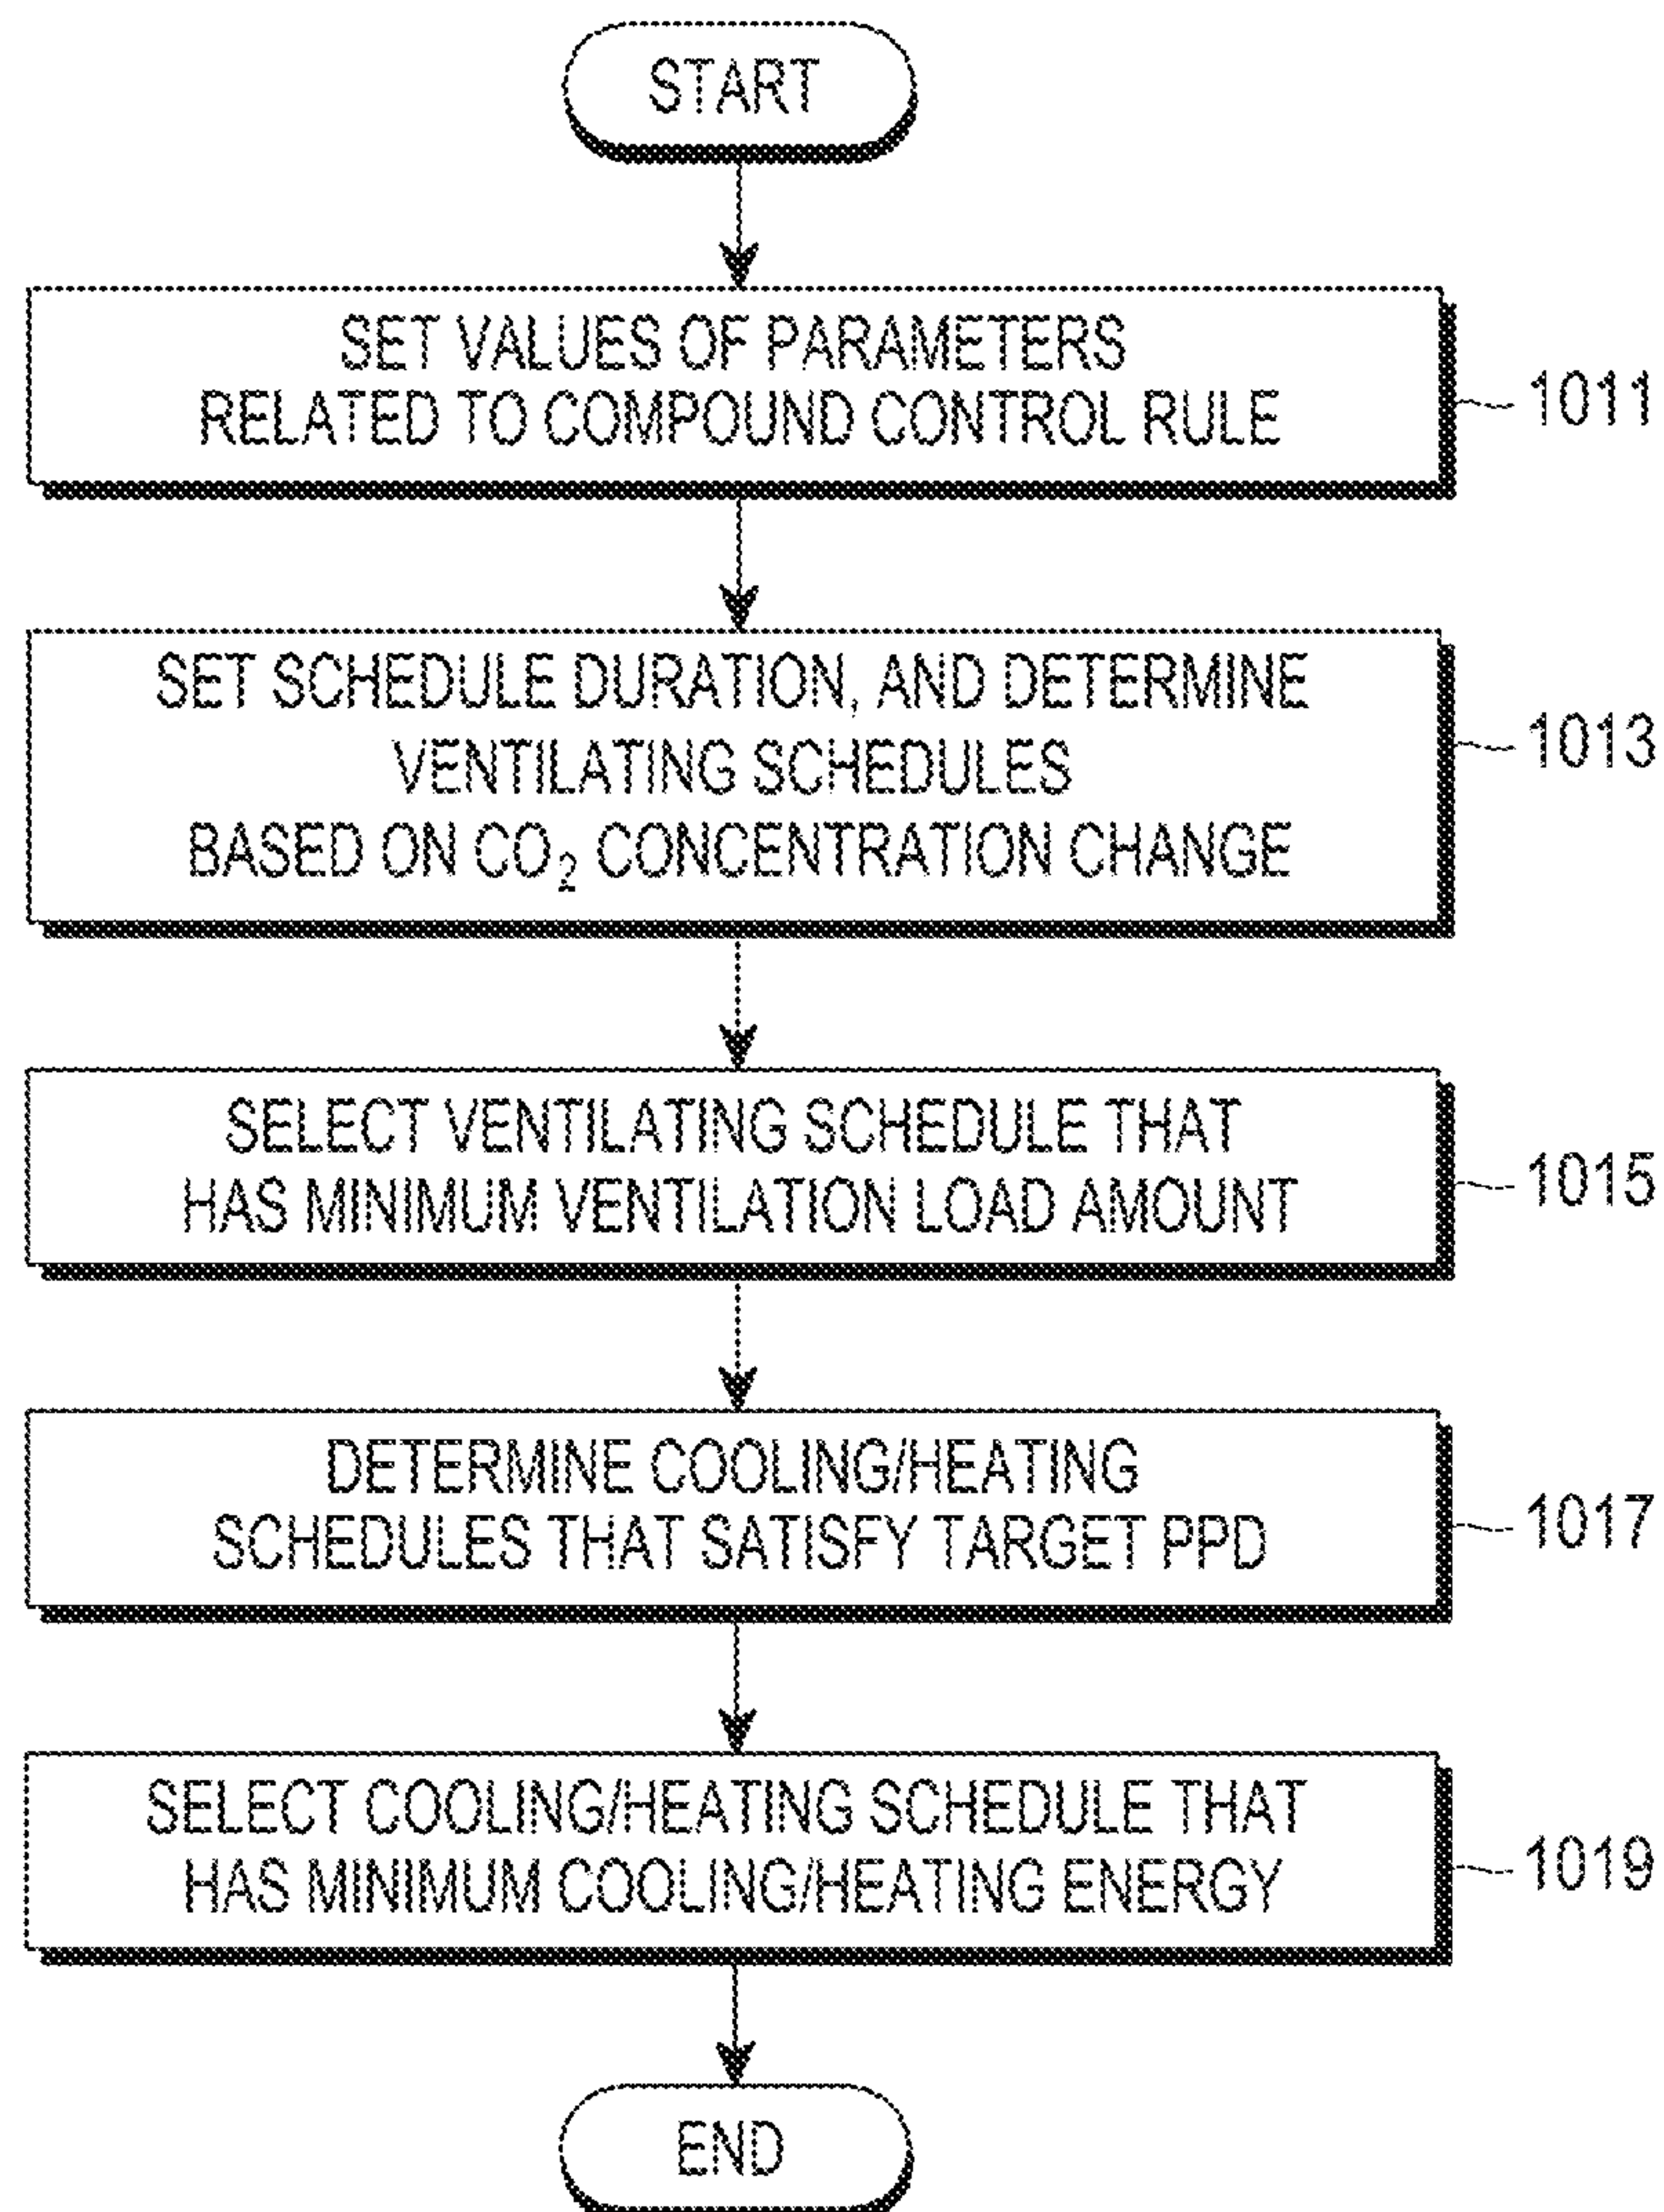 START
SET VALUES OF PARAMETERS
RELATED TO COMPOUND CONTROL RULE
1011
SET SCHEDULE DURATION, AND DETERMINE
VENTILATING SCHEDULES
BASED ON CO₂ CONCENTRATION CHANGE
1013
SELECT VENTILATING SCHEDULE THAT
HAS MINIMUM VENTILATION LOAD AMOUNT
1015
DETERMINE COOLING/HEATING
SCHEDULES THAT SATISFY TARGET PPD
1017
SELECT COOLING/HEATING SCHEDULE THAT
HAS MINIMUM COOLING/HEATING ENERGY
1019
END